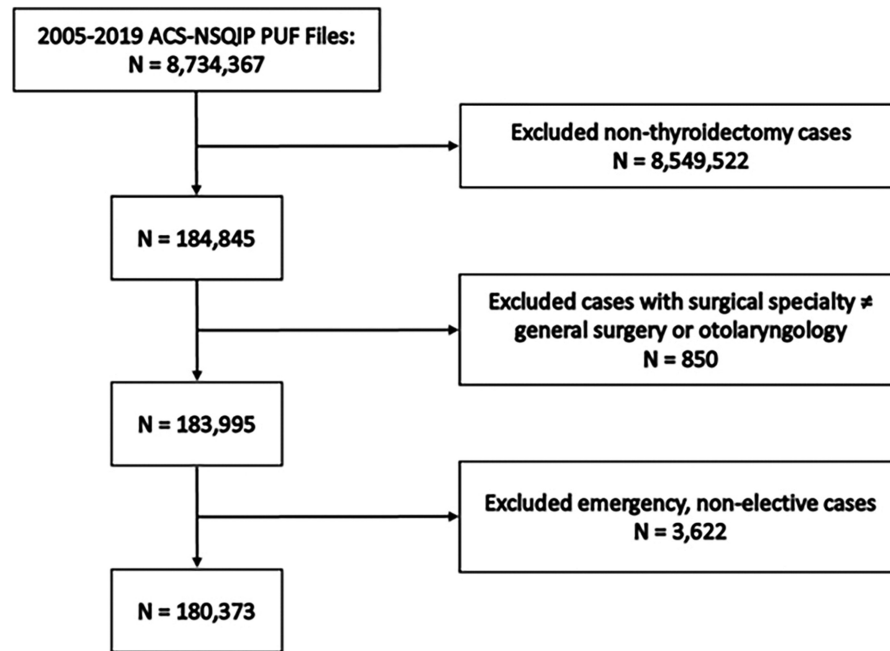 2005-2019 ACS-NSQIP PUF Files:
N = 8,734,367
Excluded non-thyroidectomy cases
N = 8,549,522
N = 184,845
Excluded cases with surgical specialty ≠
general surgery or otolaryngology
N = 850
N = 183,995
Excluded emergency, non-elective cases
N = 3,622
N = 180,373